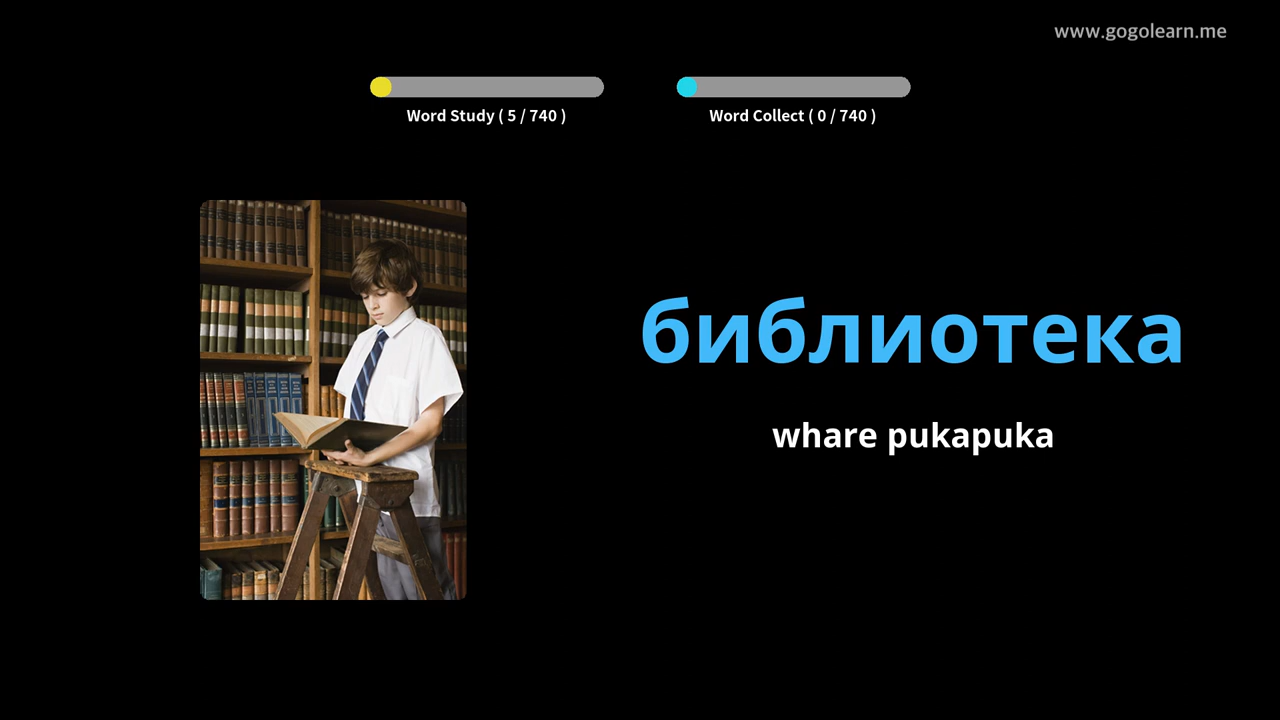 www.gogolearn.me
Word Study ( 5 / 740 )
Word Collect ( 0 / 740 )
библиотека
whare pukapuka